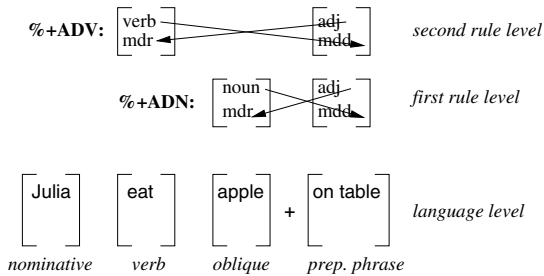 %+ADV: verb adj second rule level
mdr mdd
%+ADN: noun adj first rule level
mdr mdd
Julia eat apple + on table language level
nominative verb oblique prep. phrase